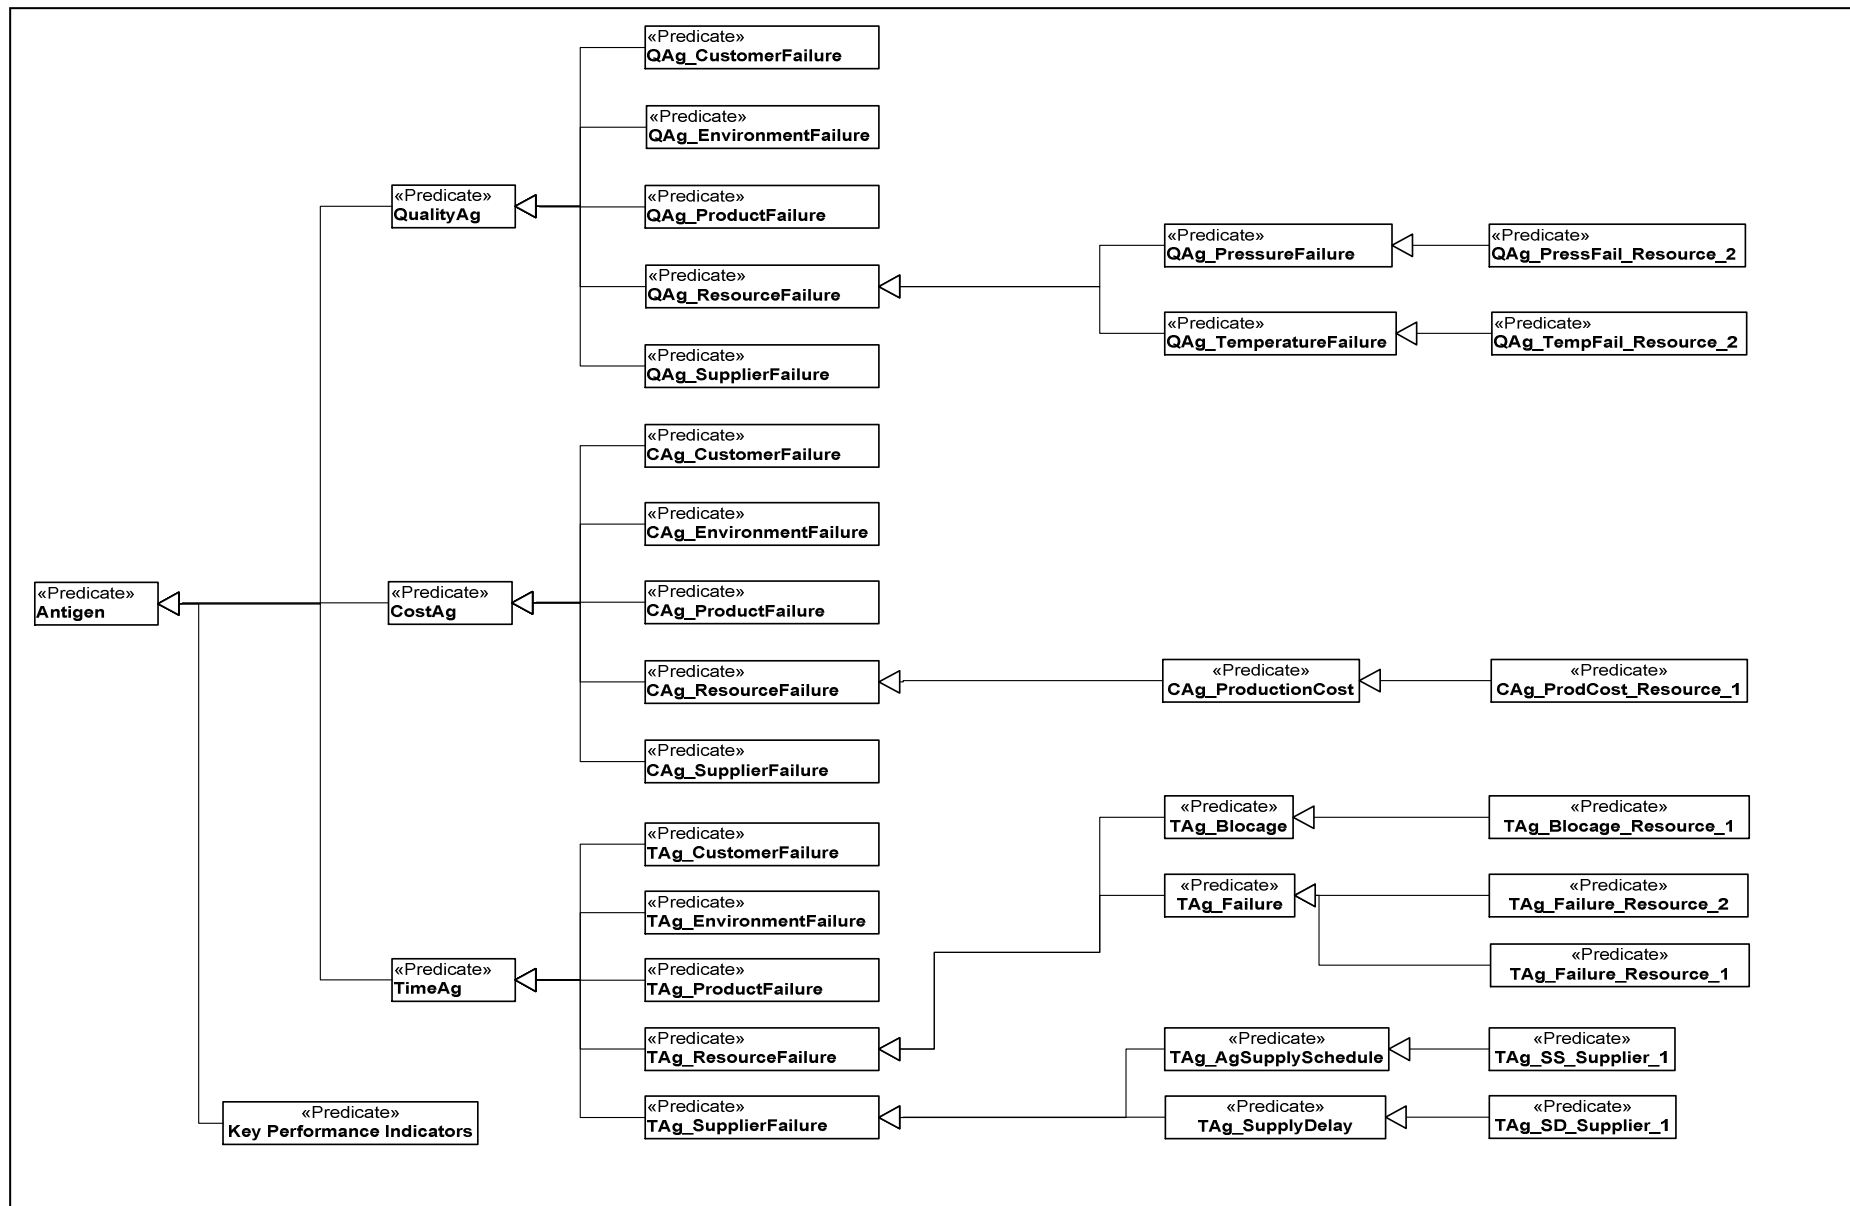 «Predicate»
QAg_CustomerFailure
«Predicate»
QAg_EnvironmentFailure
«Predicate»
QualityAg
«Predicate»
QAg_ProductFailure
«Predicate»
QAg_PressureFailure
«Predicate»
QAg_PressFail_Resource_2
«Predicate»
QAg_ResourceFailure
«Predicate»
QAg_TemperatureFailure
«Predicate»
QAg_TempFail_Resource_2
«Predicate»
QAg_SupplierFailure
«Predicate»
CAg_CustomerFailure
«Predicate»
CAg_EnvironmentFailure
«Predicate»
Antigen
«Predicate»
CostAg
«Predicate»
CAg_ProductFailure
«Predicate»
CAg_ResourceFailure
«Predicate»
CAg_ProductionCost
«Predicate»
CAg_ProdCost_Resource_1
«Predicate»
CAg_SupplierFailure
«Predicate»
TAg_Blocage
«Predicate»
TAg_Blocage_Resource_1
«Predicate»
TAg_CustomerFailure
«Predicate»
TAg_Failure
«Predicate»
TAg_Failure_Resource_2
«Predicate»
TAg_EnvironmentFailure
«Predicate»
TAg_Failure_Resource_1
«Predicate»
TimeAg
«Predicate»
TAg_ProductFailure
«Predicate»
TAg_ResourceFailure
«Predicate»
TAg_AgSupplySchedule
«Predicate»
TAg_SS_Supplier_1
«Predicate»
Key Performance Indicators
«Predicate»
TAg_SupplierFailure
«Predicate»
TAg_SupplyDelay
«Predicate»
TAg_SD_Supplier_1